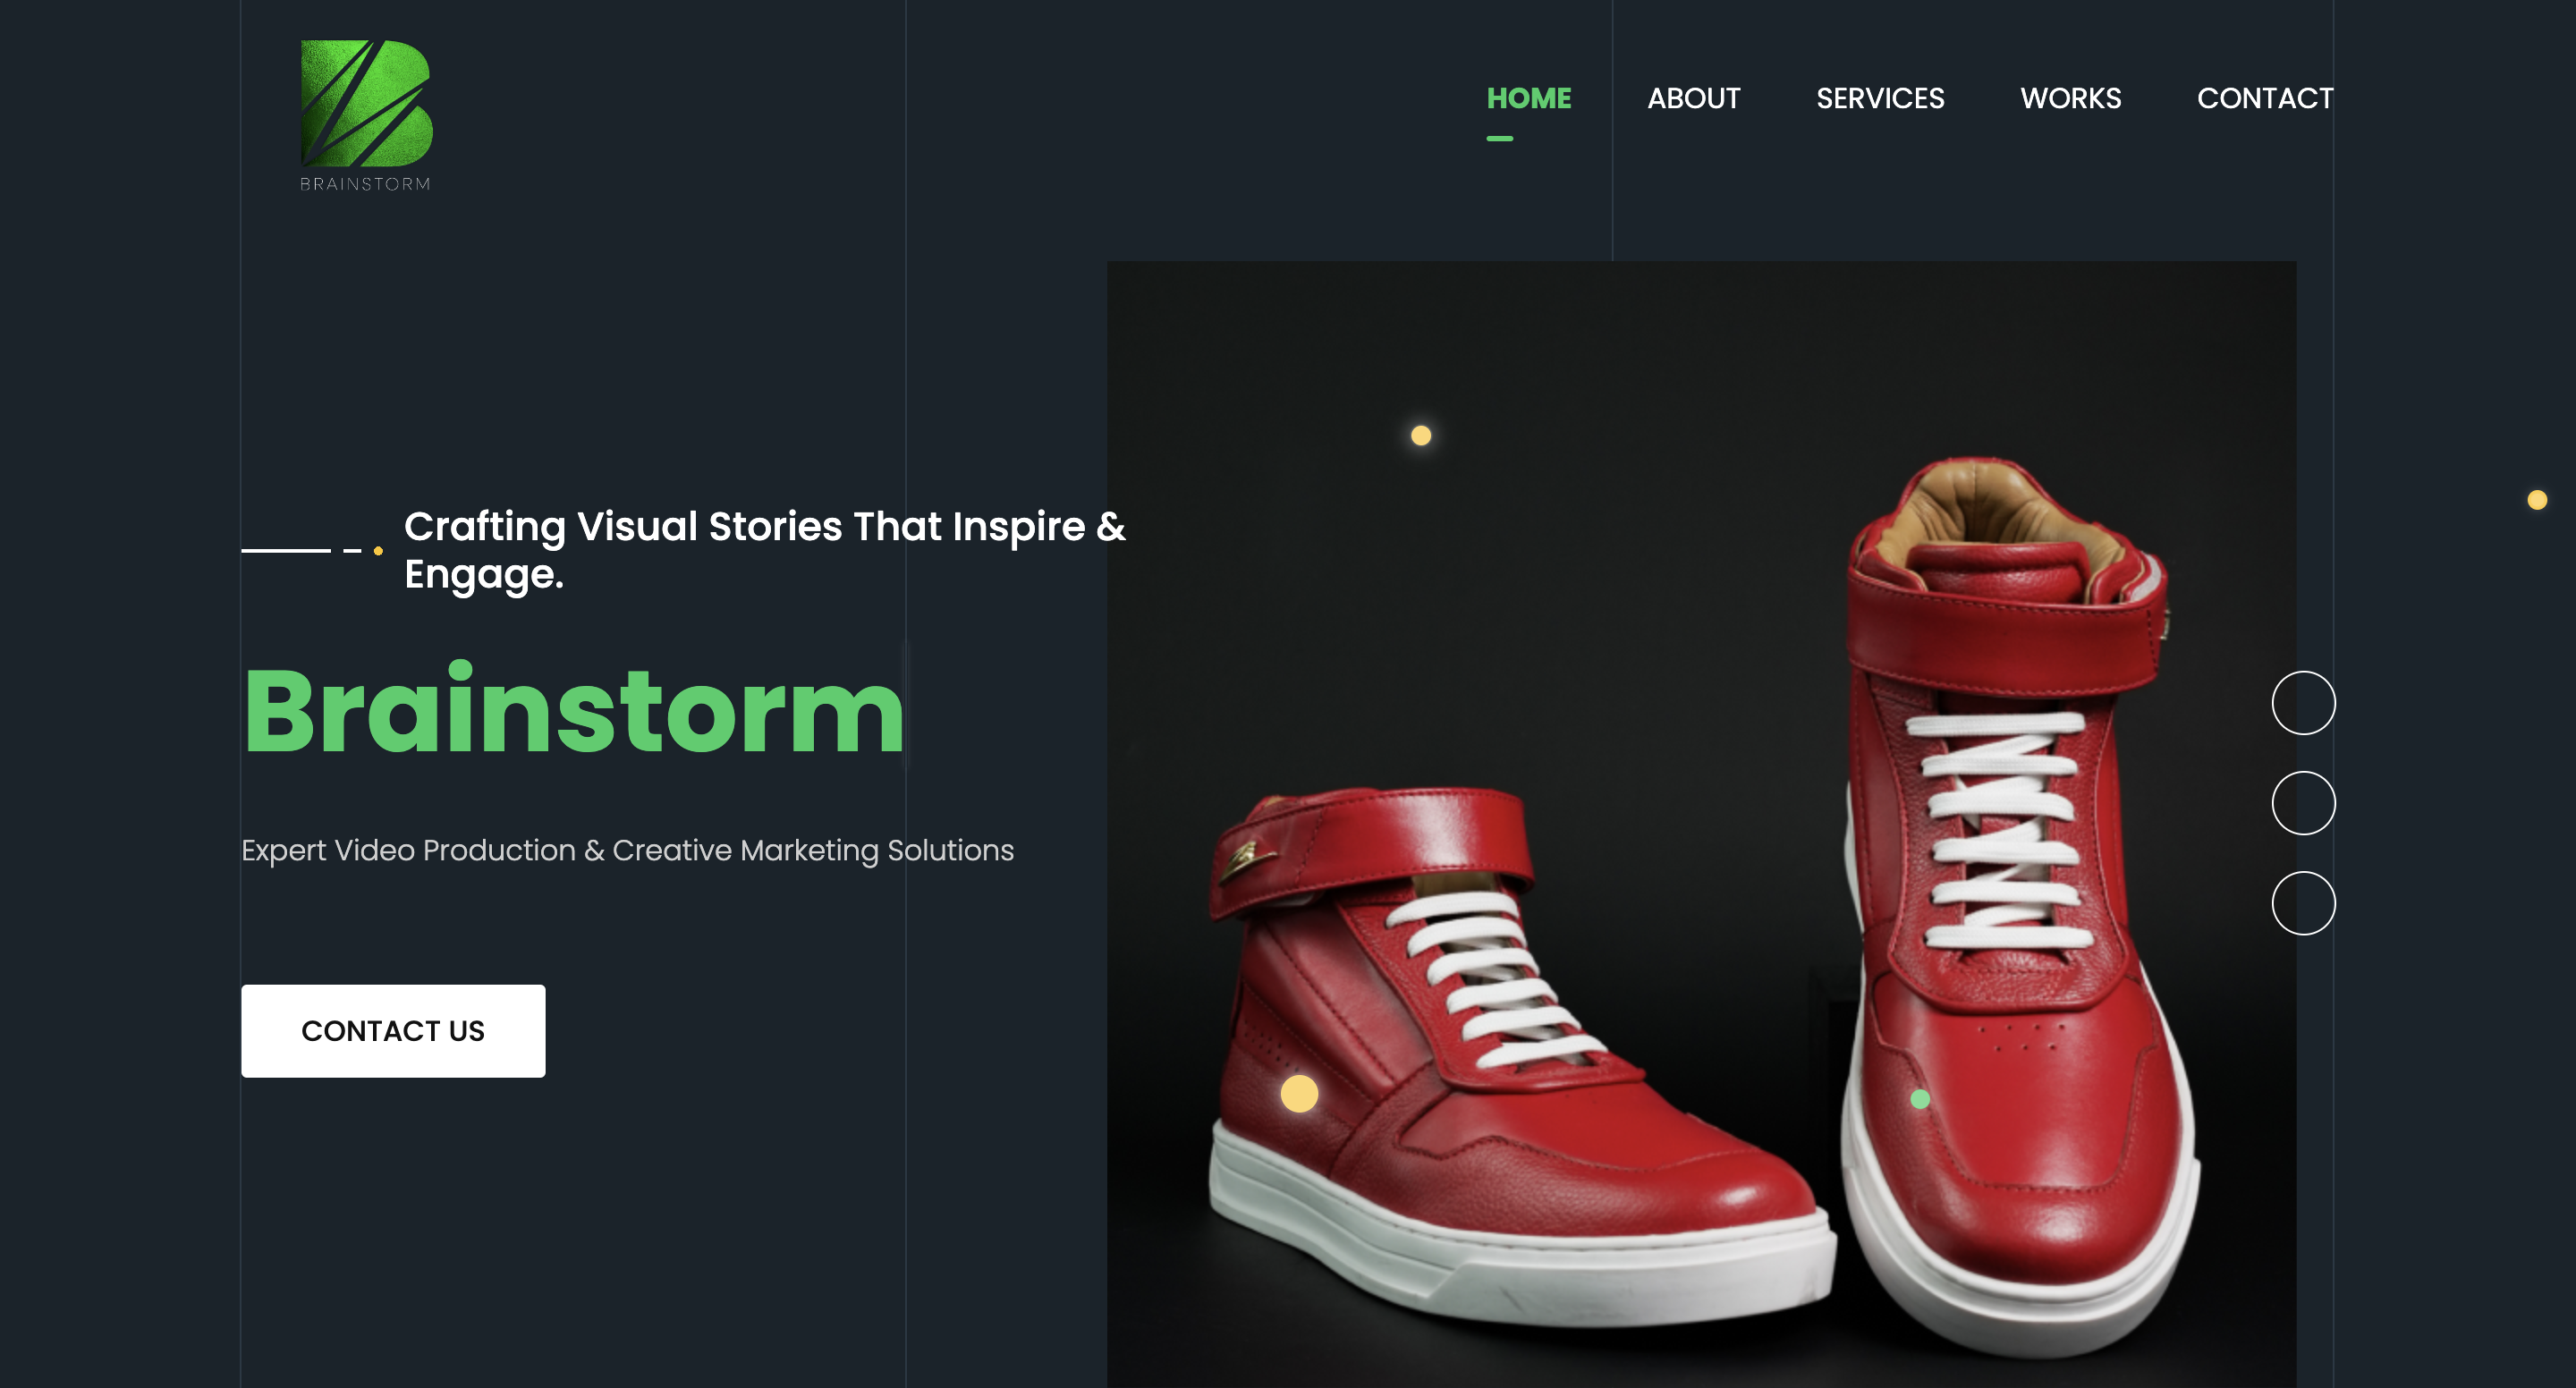 BRAINSTORM
HOME ABOUT SERVICES WORKS CONTACT
Crafting Visual Stories That Inspire &
Engage.
Brainstorm
Expert Video Production & Creative Marketing Solutions
CONTACT US